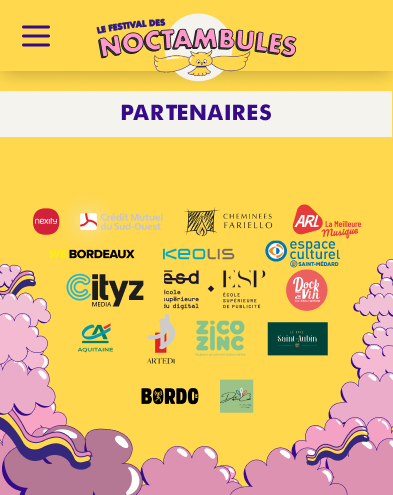 LE FESTIVAL DES
NOCTAMBULES
PARTENAIRES
nexity
Crédit Mutuel
du Sud-Ouest
CHEMINÉES
FARIELLO
ARL La Meilleure
Musique
BORDEAUX
KEOLIS
espace
culturel
SAINT-MÉDARD
Cityz
MEDIA
ésd
école
supérieure
du digital
ESP
ÉCOLE
SUPÉRIEURE
DE PUBLICITÉ
Dock
du Vin
CA
AQUITAINE
ARTEDI
ZICO
ZINC
Saint-Aubin
BORDO